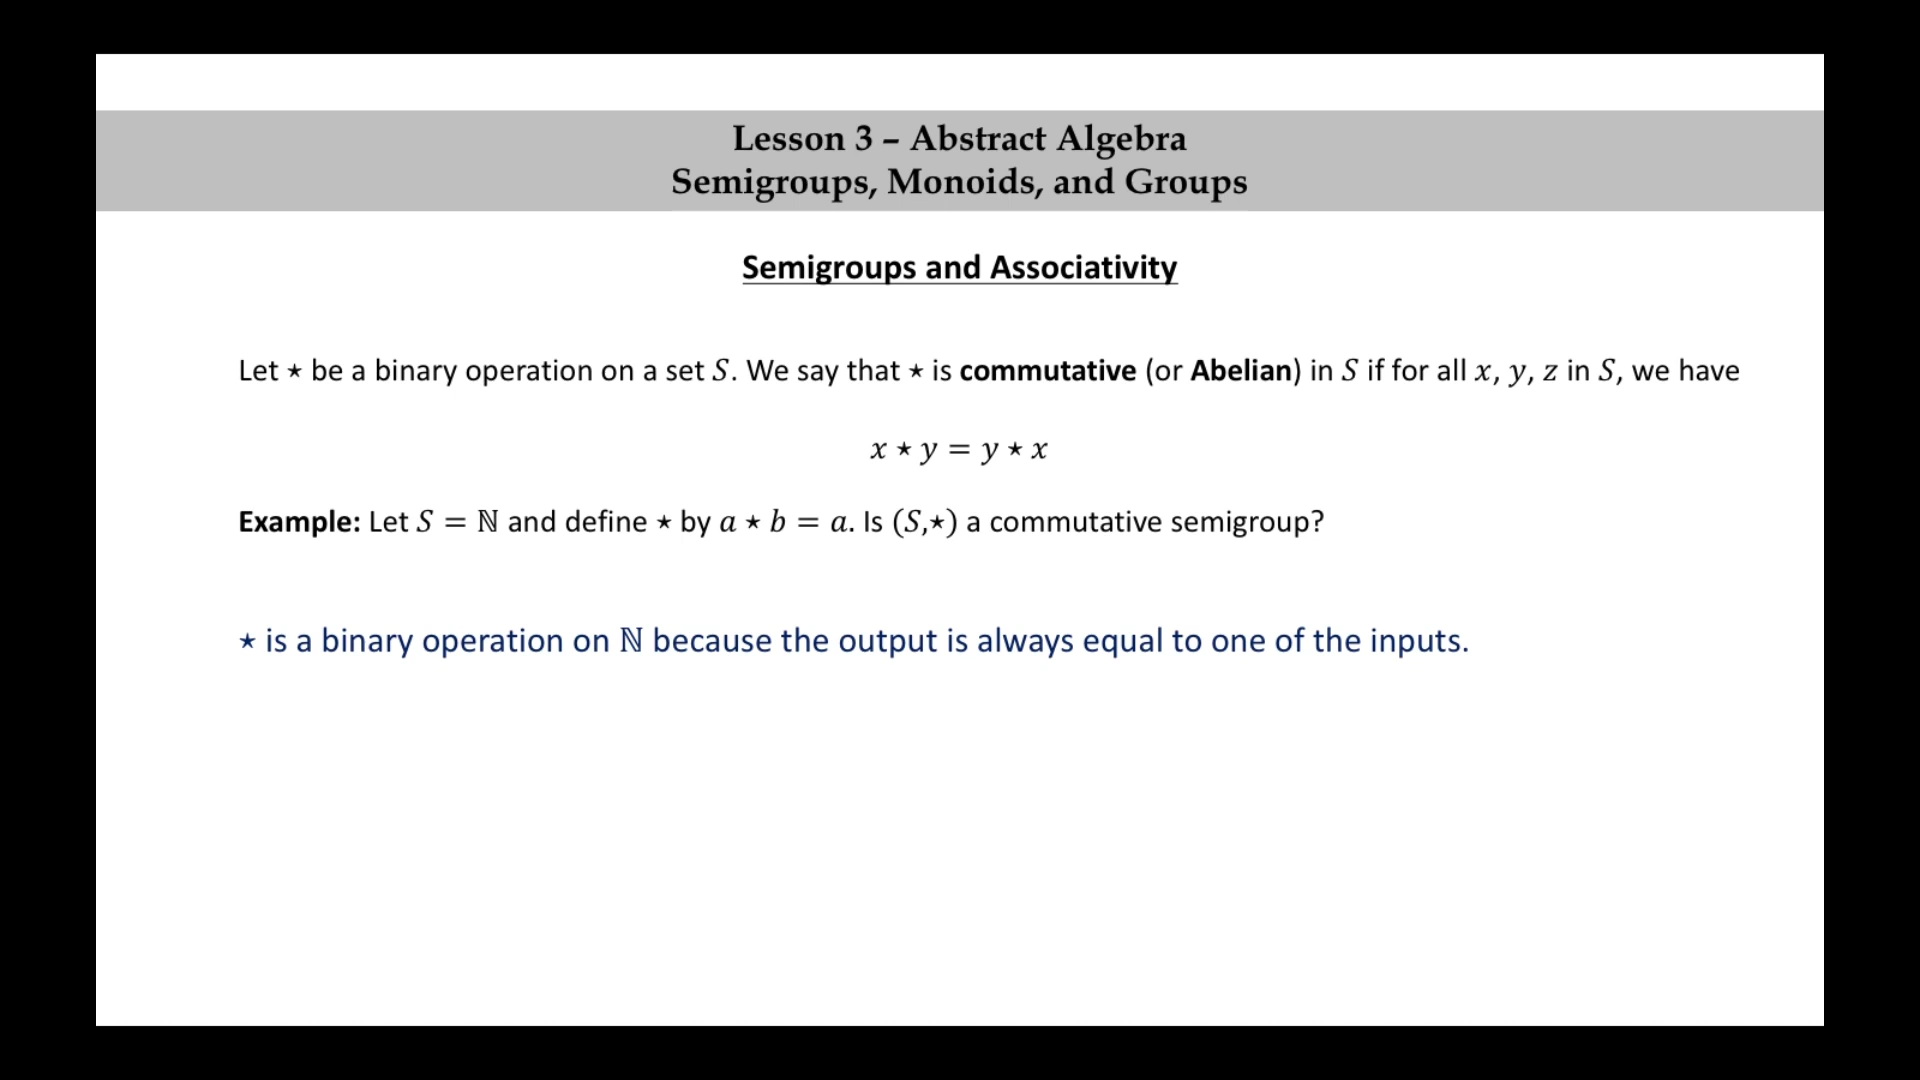 Lesson 3 – Abstract Algebra
Semigroups, Monoids, and Groups
Semigroups and Associativity
Let ⋆ be a binary operation on a set 𝑆. We say that ⋆ is commutative (or Abelian) in 𝑆 if for all 𝑥, 𝑦, 𝑧 in 𝑆, we have
𝑥 ⋆ 𝑦 = 𝑦 ⋆ 𝑥
Example: Let 𝑆 = ℕ and define ⋆ by 𝑎 ⋆ 𝑏 = 𝑎. Is (𝑆,⋆) a commutative semigroup?
⋆ is a binary operation on ℕ because the output is always equal to one of the inputs.